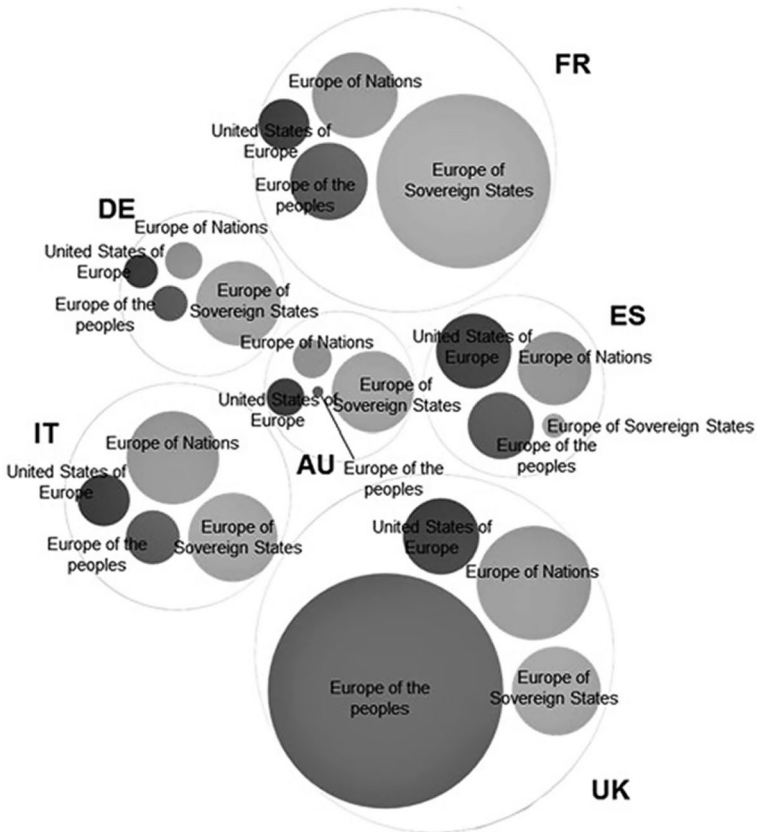 FR
Europe of Nations
United States of
Europe
Europe of the
peoples
Europe of
Sovereign States
DE
Europe of Nations
United States of
Europe
Europe of the
peoples
Europe of
Sovereign States
AU
Europe of Nations
United States of
Europe
Europe of
Sovereign States
Europe of the
peoples
ES
United States of
Europe
Europe of Nations
Europe of Sovereign States
Europe of the
peoples
IT
Europe of Nations
United States of
Europe
Europe of the
peoples
Europe of
Sovereign States
United States of
Europe
Europe of Nations
Europe of the
peoples
Europe of
Sovereign States
UK